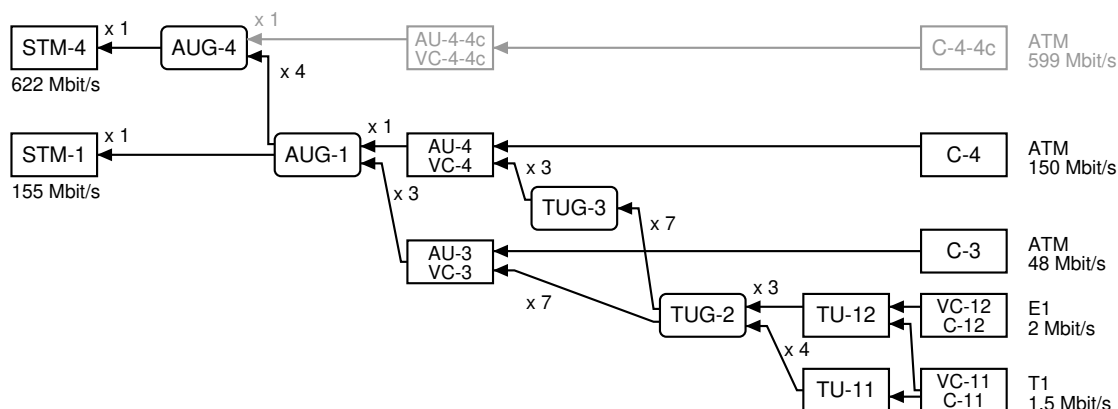 x 1
x 1
STM-4
AUG-4
AU-4-4c
VC-4-4c
C-4-4c
ATM
599 Mbit/s
622 Mbit/s
x 4
x 1
x 1
STM-1
AUG-1
AU-4
VC-4
C-4
ATM
150 Mbit/s
155 Mbit/s
x 3
x 3
TUG-3
x 7
AU-3
VC-3
C-3
ATM
48 Mbit/s
x 7
x 3
TUG-2
TU-12
VC-12
C-12
E1
2 Mbit/s
x 4
TU-11
VC-11
C-11
T1
1.5 Mbit/s